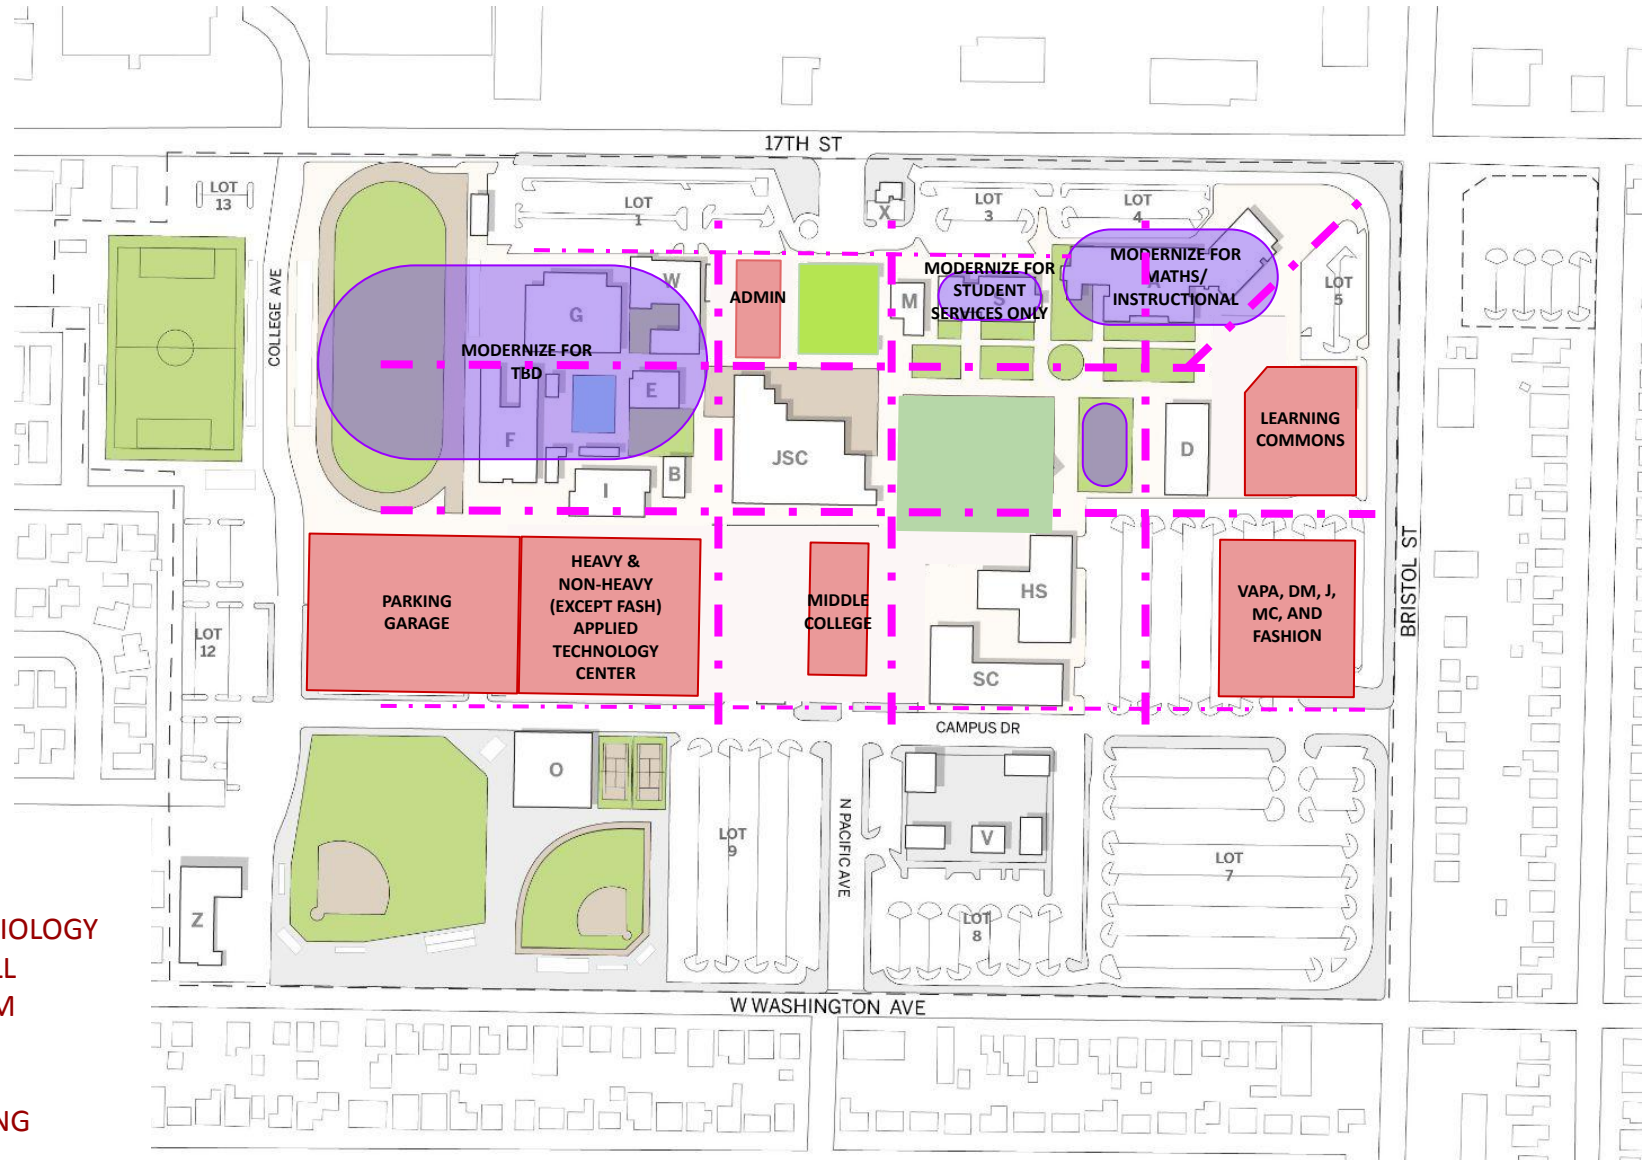 17TH ST
LOT
13
LOT
1
X
LOT
3
LOT
4
COLLEGE AVE
W
G
ADMIN
M
MODERNIZE FOR
STUDENT
SERVICES ONLY
S
MODERNIZE FOR
MATHS/
INSTRUCTIONAL
A
LOT
5
MODERNIZE FOR
TBD
E
F
B
I
JSC
D
LEARNING
COMMONS
BRISTOL ST
PARKING
GARAGE
HEAVY &
NON-HEAVY
(EXCEPT FASH)
APPLIED
TECHNOLOGY
CENTER
MIDDLE
COLLEGE
HS
SC
VAPA, DM, J,
MC, AND
FASHION
LOT
12
CAMPUS DR
O
LOT
9
N PACIFIC AVE
V
LOT
7
LOT
8
Z
IOLOGY
LL
M
NG
W WASHINGTON AVE